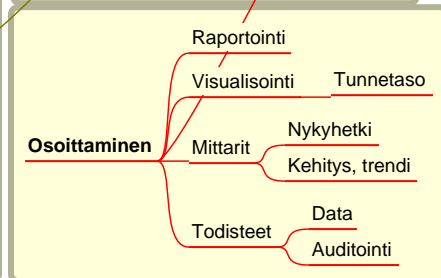 Raportointi
Visualisointi
Tunnetaso
Osoittaminen
Mittarit
Nykyhetki
Kehitys, trendi
Todisteet
Data
Auditointi